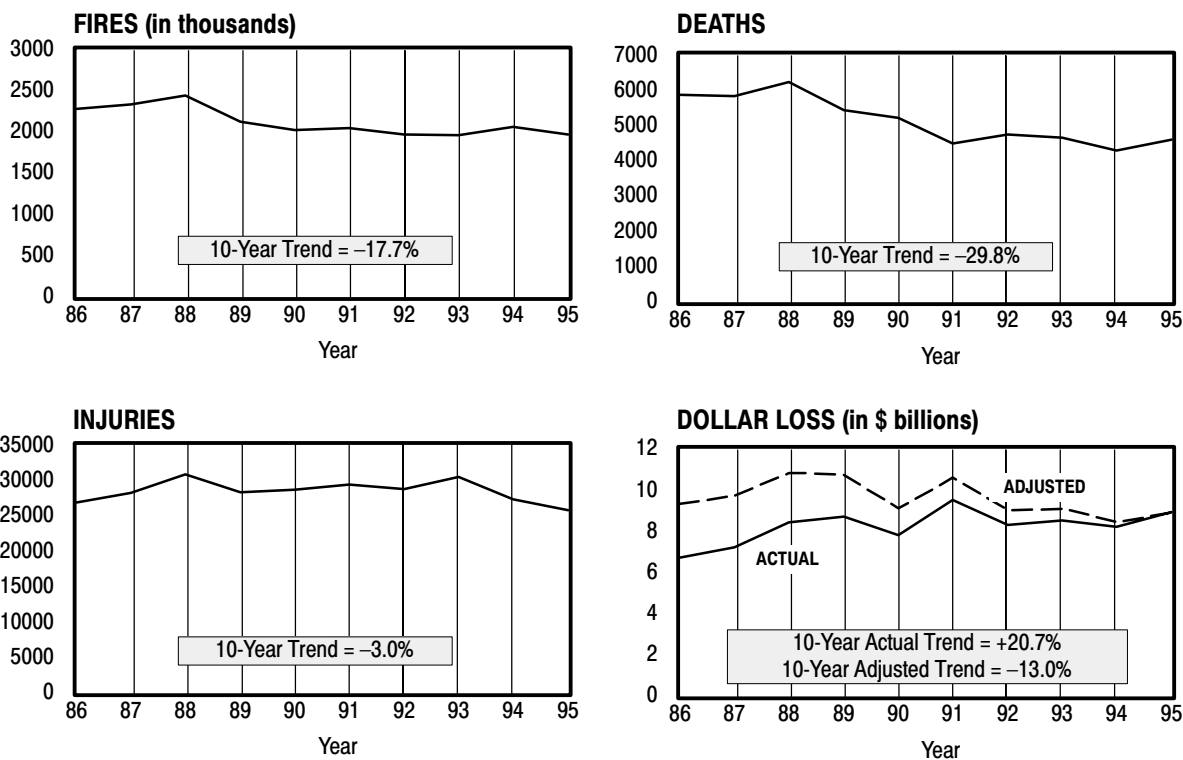 FIRES (in thousands)
3000
2500
2000
1500
1000
500
0
10-Year Trend = –17.7%
86 87 88 89 90 91 92 93 94 95
Year
DEATHS
7000
6000
5000
4000
3000
2000
1000
0
10-Year Trend = –29.8%
86 87 88 89 90 91 92 93 94 95
Year
INJURIES
35000
30000
25000
20000
15000
10000
5000
0
10-Year Trend = –3.0%
86 87 88 89 90 91 92 93 94 95
Year
DOLLAR LOSS (in $ billions)
12
10
8
6
4
2
0
ADJUSTED
ACTUAL
10-Year Actual Trend = +20.7%
10-Year Adjusted Trend = –13.0%
86 87 88 89 90 91 92 93 94 95
Year